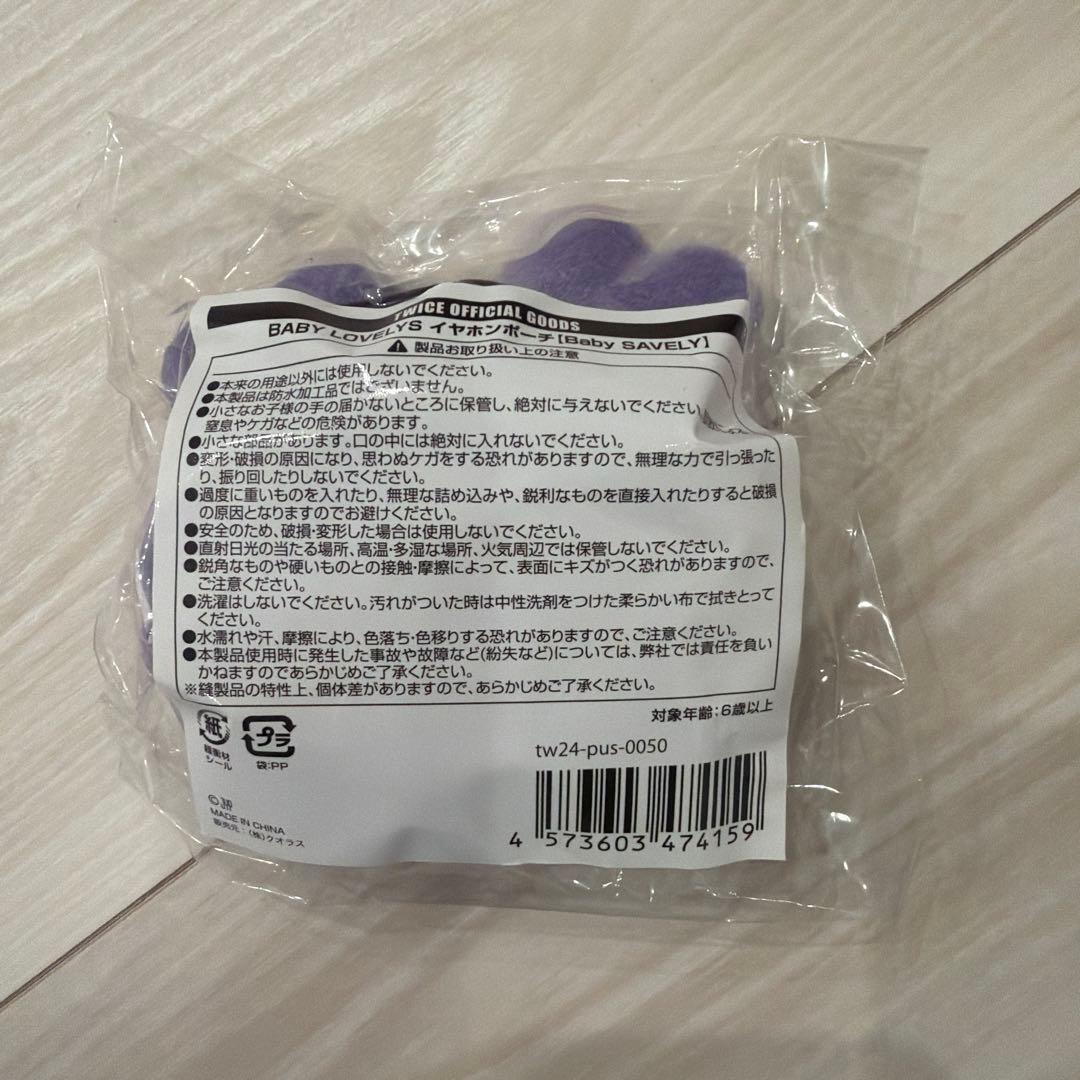 TWICE OFFICIAL GOODS
BABY LOVELYS イヤホンポーチ【Baby SAVELY】
製品お取り扱い上の注意
●本来の用途以外には使用しないでください。
●本製品は防水加工品ではございません。
●小さなお子様の手の届かないところに保管し、絶対に与えないでください
窒息やケガなどの危険があります。
●小さな部品があります。口の中には絶対に入れないでください。
●変形・破損の原因になり、思わぬケガをする恐れがありますので、無理な力で引っ張った
り、振り回したりしないでください。
●過度に重いものを入れたり、無理な詰め込みや、鋭利なものを直接入れたりすると破損
の原因となりますのでお避けください。
●安全のため、破損・変形した場合は使用しないでください。
●直射日光の当たる場所、高温・多湿な場所、火気周辺では保管しないでください。
●鋭角なものや硬いものとの接触・摩擦によって、表面にキズがつく恐れがありますので、
ご注意ください。
●洗濯はしないでください。汚れがついた時は中性洗剤をつけた柔らかい布で拭きとって
ください。
●水濡れや汗、摩擦により、色落ち・色移りする恐れがありますので、ご注意ください。
●本製品使用時に発生した事故や故障など(紛失など)については、弊社では責任を負い
かねますのであらかじめご了承ください。
※縫製品の特性上、個体差がありますので、あらかじめご了承ください。
対象年齢:6歳以上
紙
緩衝材
シール
プラ
袋:PP
tw24-pus-0050
©
MADE IN CHINA
販売元:(株)クオラス
4 573603 474159